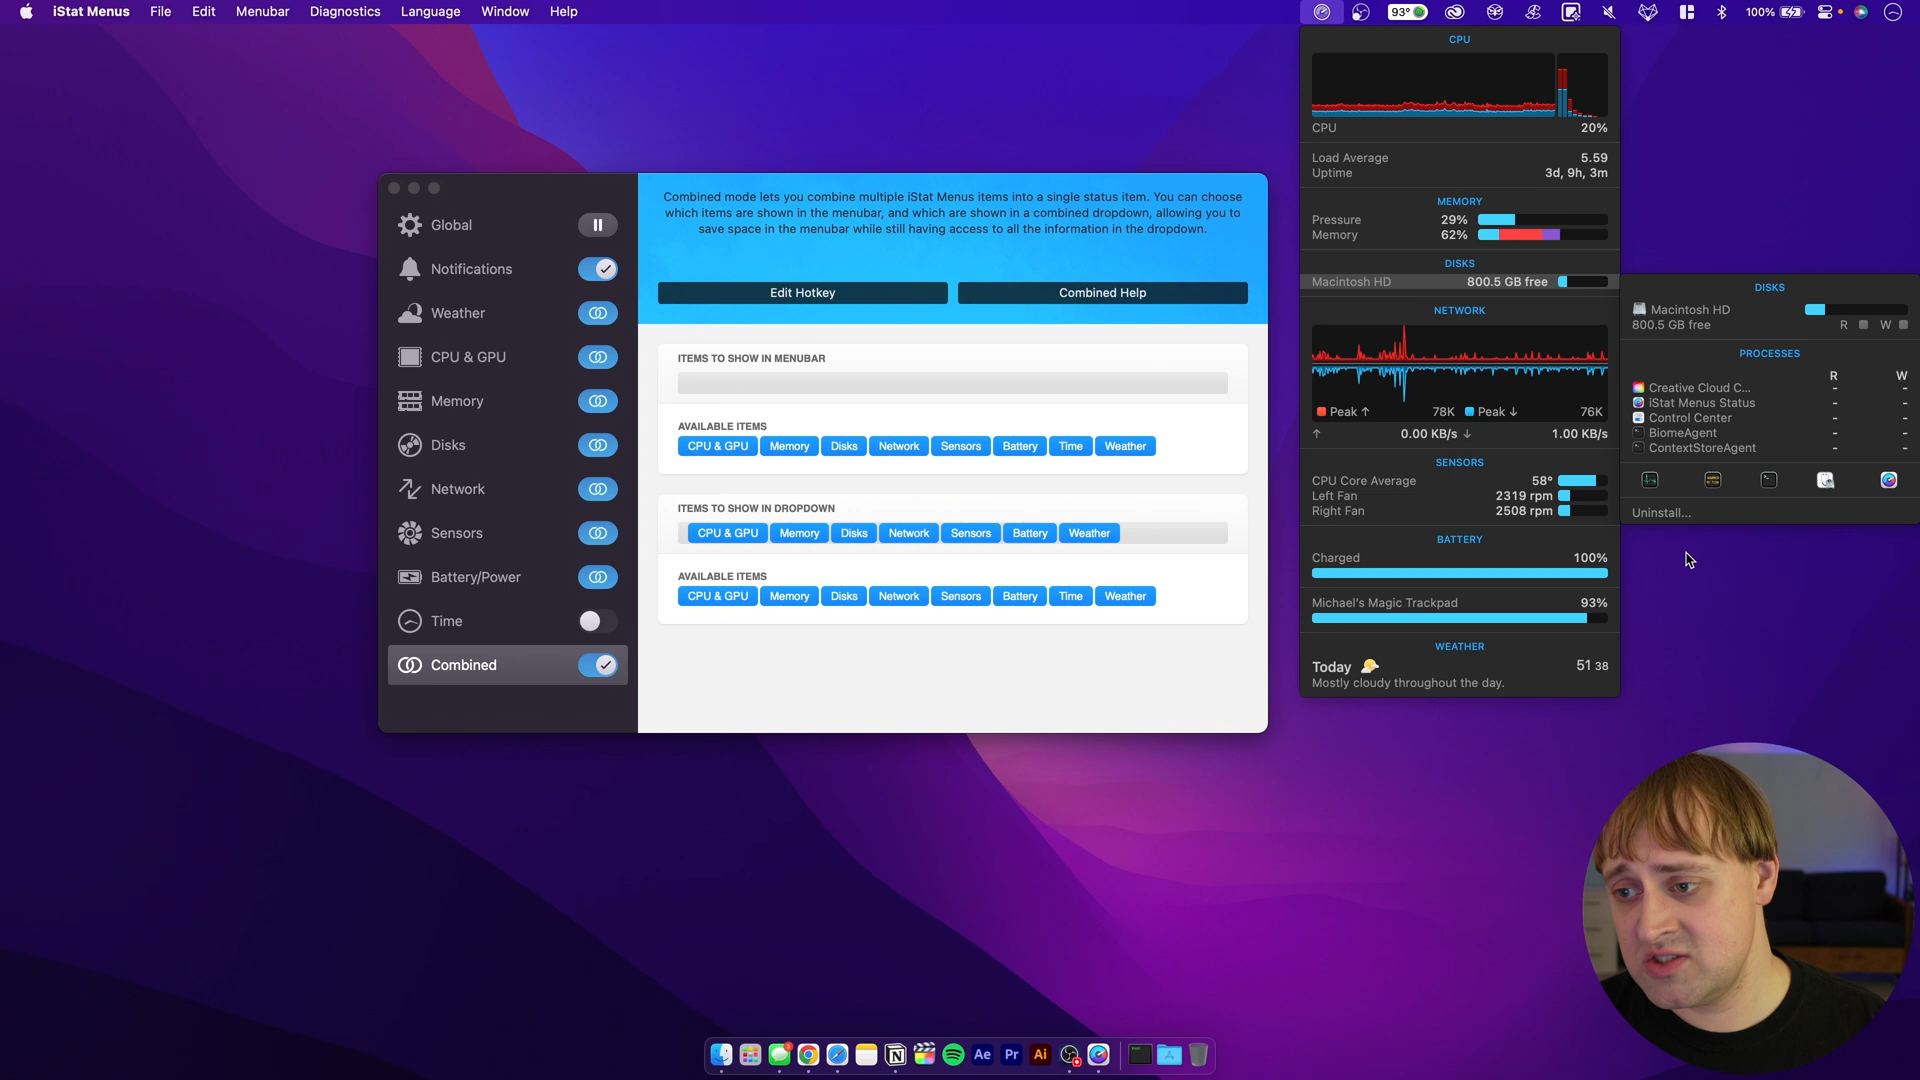 iStat Menus File Edit Menubar Diagnostics Language Window Help
93° 100%
Global
Notifications
Weather
CPU & GPU
Memory
Disks
Network
Sensors
Battery/Power
Time
Combined
Combined mode lets you combine multiple iStat Menus items into a single status item. You can choose
which items are shown in the menubar, and which are shown in a combined dropdown, allowing you to
save space in the menubar while still having access to all the information in the dropdown.
Edit Hotkey Combined Help
ITEMS TO SHOW IN MENUBAR
AVAILABLE ITEMS
CPU & GPU Memory Disks Network Sensors Battery Time Weather
ITEMS TO SHOW IN DROPDOWN
CPU & GPU Memory Disks Network Sensors Battery Weather
AVAILABLE ITEMS
CPU & GPU Memory Disks Network Sensors Battery Time Weather
CPU
CPU 20%
Load Average 5.59
Uptime 3d, 9h, 3m
MEMORY
Pressure 29%
Memory 62%
DISKS
Macintosh HD 800.5 GB free
NETWORK
Peak ↑ 78K Peak ↓ 76K
↑ 0.00 KB/s ↓ 1.00 KB/s
SENSORS
CPU Core Average 58°
Left Fan 2319 rpm
Right Fan 2508 rpm
BATTERY
Charged 100%
Michael's Magic Trackpad 93%
WEATHER
Today 51 38
Mostly cloudy throughout the day.
DISKS
Macintosh HD
800.5 GB free R W
PROCESSES
R W
Creative Cloud C... - -
iStat Menus Status - -
Control Center - -
BiomeAgent - -
ContextStoreAgent - -
Uninstall...
Ae Pr Ai